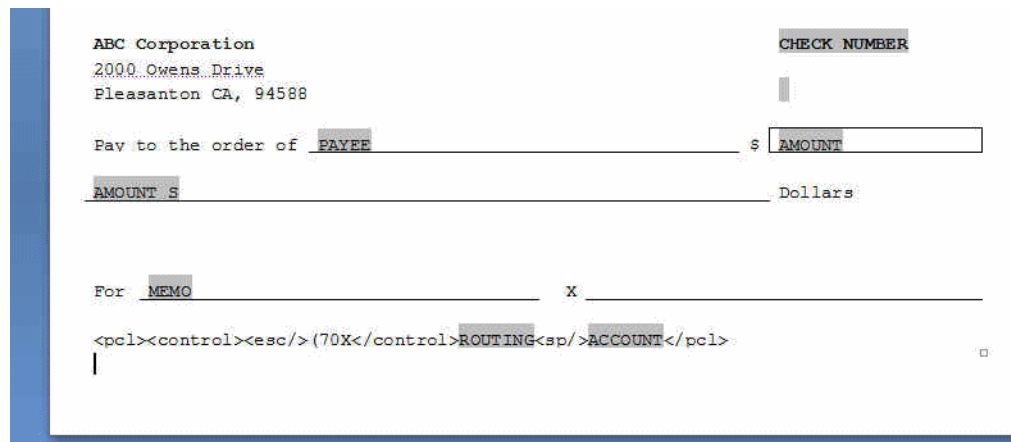 ABC Corporation CHECK NUMBER
2000 Owens Drive
Pleasanton CA, 94588
Pay to the order of PAYEE $ AMOUNT
AMOUNT S Dollars
For MEMO X
<pcl><control><esc/>(70X</control>ROUTING<sp/>ACCOUNT</pcl>